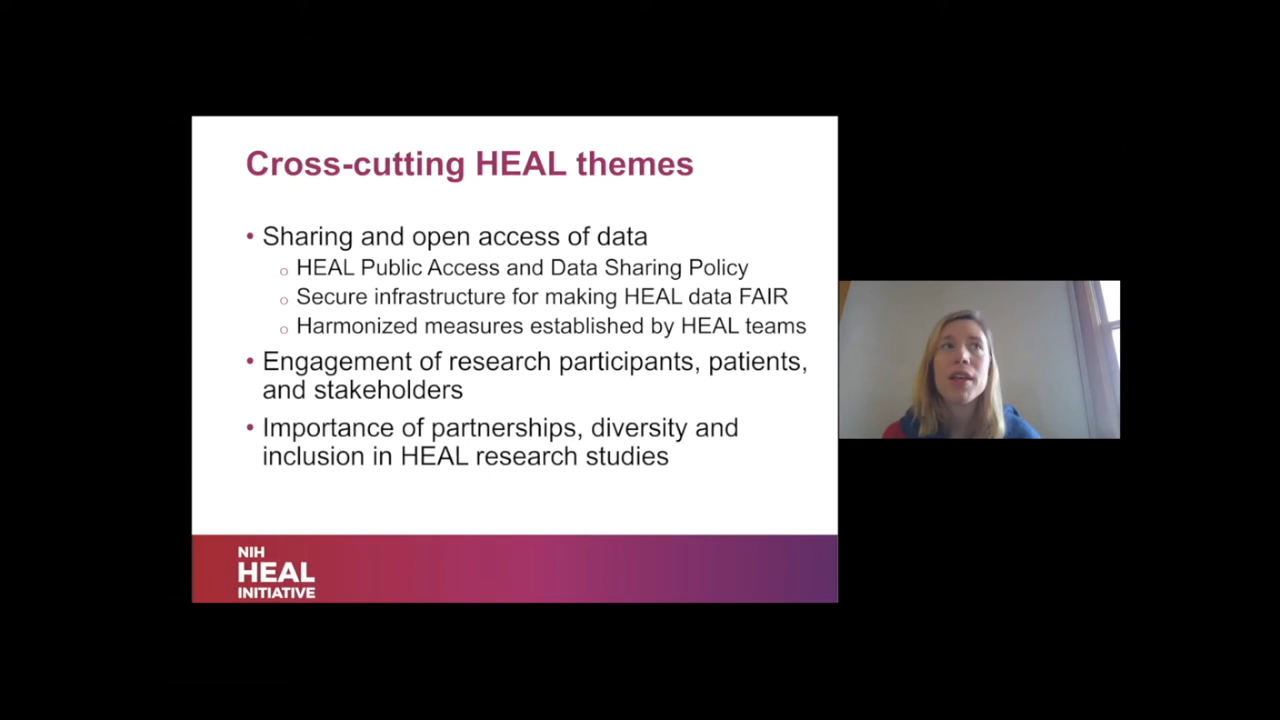 Cross-cutting HEAL themes
• Sharing and open access of data
○ HEAL Public Access and Data Sharing Policy
○ Secure infrastructure for making HEAL data FAIR
○ Harmonized measures established by HEAL teams
• Engagement of research participants, patients,
and stakeholders
• Importance of partnerships, diversity and
inclusion in HEAL research studies
NIH
HEAL
INITIATIVE